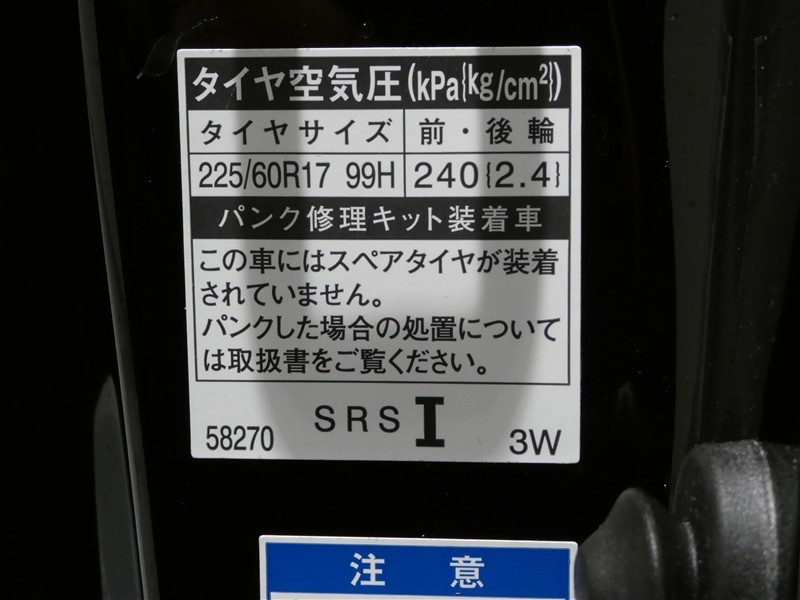 タイヤ空気圧(kPa{kg/cm²})
タイヤサイズ 前・後輪
225/60R17 99H 240{2.4}
パンク修理キット装着車
この車にはスペアタイヤが装着
されていません。
パンクした場合の処置について
は取扱書をご覧ください。
SRS I
58270 3W
注 意